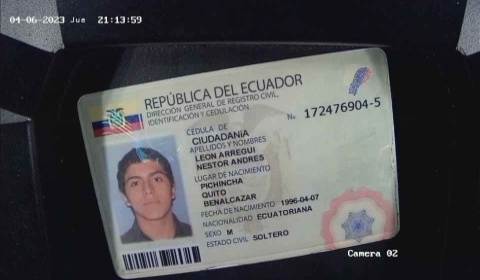 04-06-2023 Jue 21:13:59
REPÚBLICA DEL ECUADOR
DIRECCIÓN GENERAL DE REGISTRO CIVIL,
IDENTIFICACIÓN Y CEDULACIÓN
CÉDULA DE
CIUDADANÍA
Nº 172476904-5
APELLIDOS Y NOMBRES
LEON ARREGUI
NESTOR ANDRES
LUGAR DE NACIMIENTO
PICHINCHA
QUITO
BENALCAZAR
FECHA DE NACIMIENTO 1996-04-07
NACIONALIDAD ECUATORIANA
SEXO M
ESTADO CIVIL SOLTERO
Camera 02